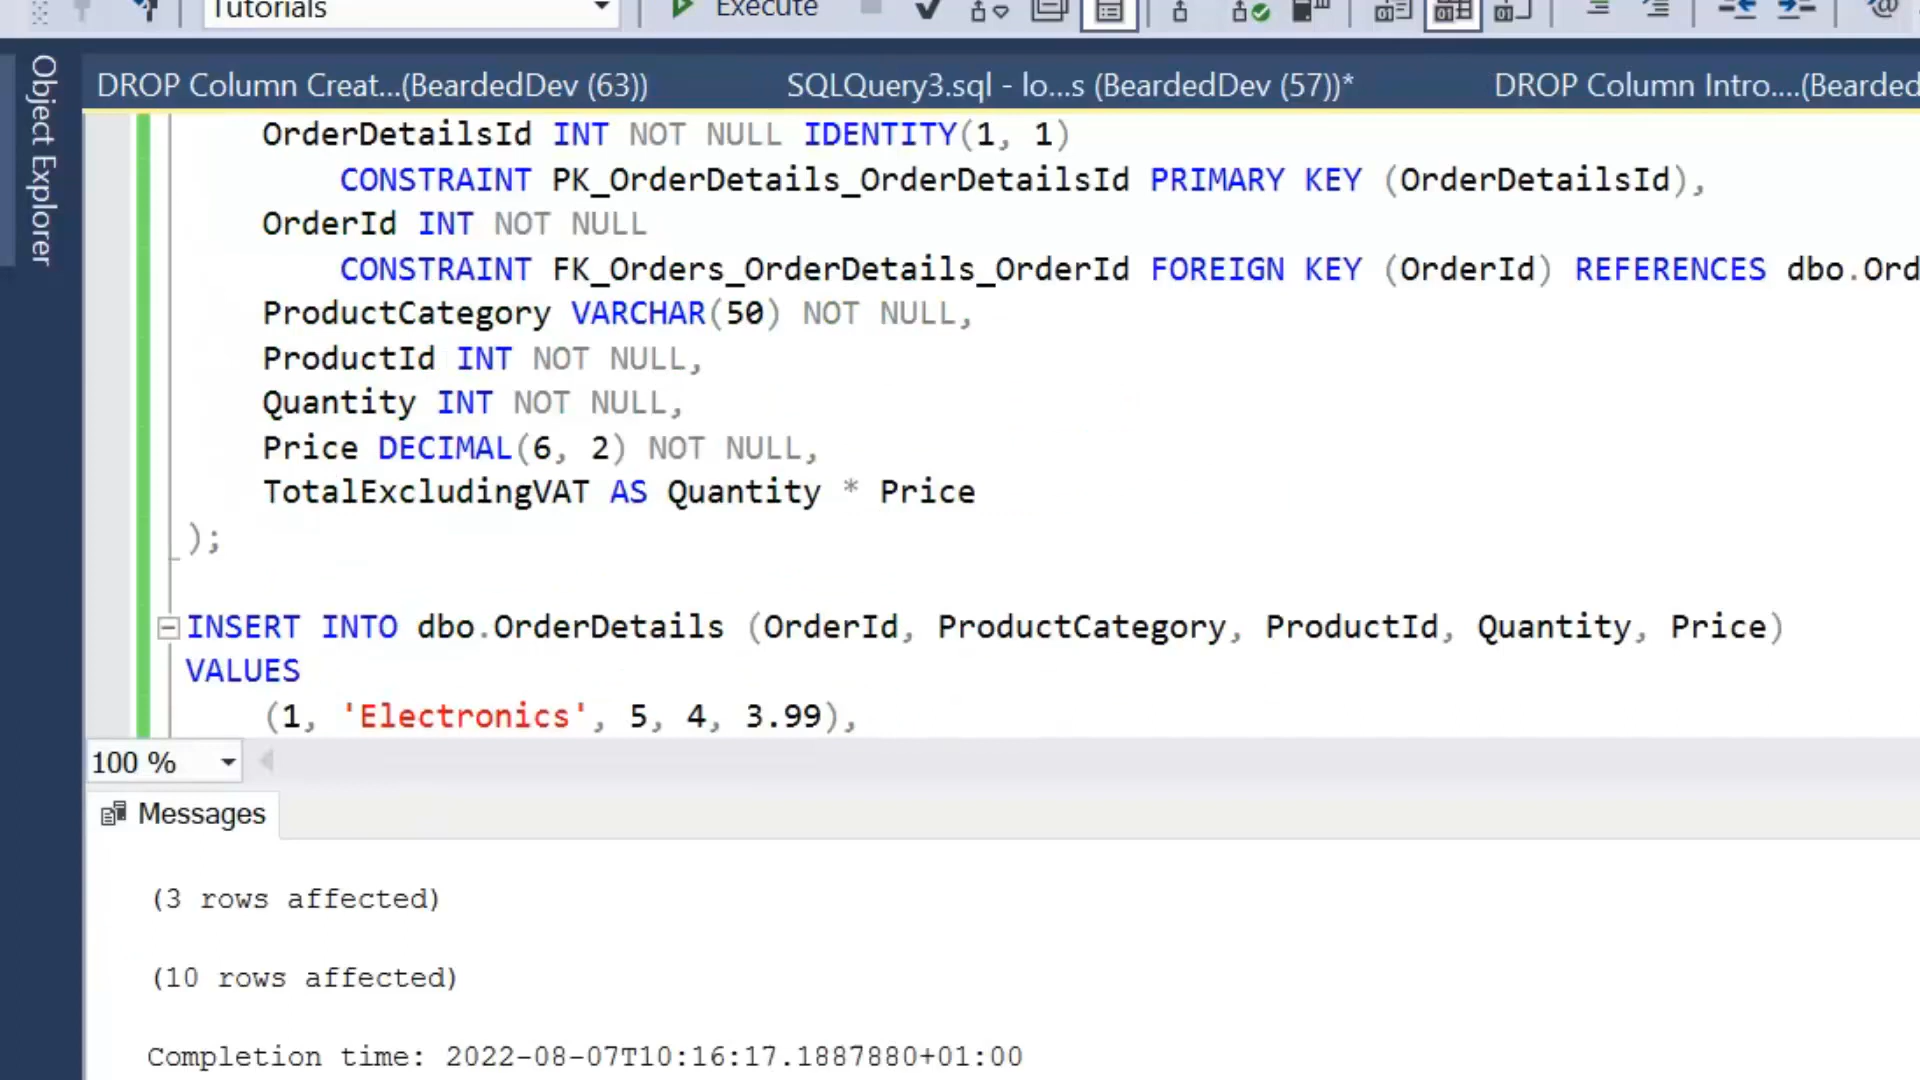 Tutorials
Execute
Object Explorer
DROP Column Creat...(BeardedDev (63))
SQLQuery3.sql - lo...s (BeardedDev (57))*
DROP Column Intro....(Bearded
OrderDetailsId INT NOT NULL IDENTITY(1, 1)
CONSTRAINT PK_OrderDetails_OrderDetailsId PRIMARY KEY (OrderDetailsId),
OrderId INT NOT NULL
CONSTRAINT FK_Orders_OrderDetails_OrderId FOREIGN KEY (OrderId) REFERENCES dbo.Ord
ProductCategory VARCHAR(50) NOT NULL,
ProductId INT NOT NULL,
Quantity INT NOT NULL,
Price DECIMAL(6, 2) NOT NULL,
TotalExcludingVAT AS Quantity * Price
);
INSERT INTO dbo.OrderDetails (OrderId, ProductCategory, ProductId, Quantity, Price)
VALUES
(1, 'Electronics', 5, 4, 3.99),
100 %
Messages
(3 rows affected)
(10 rows affected)
Completion time: 2022-08-07T10:16:17.1887880+01:00